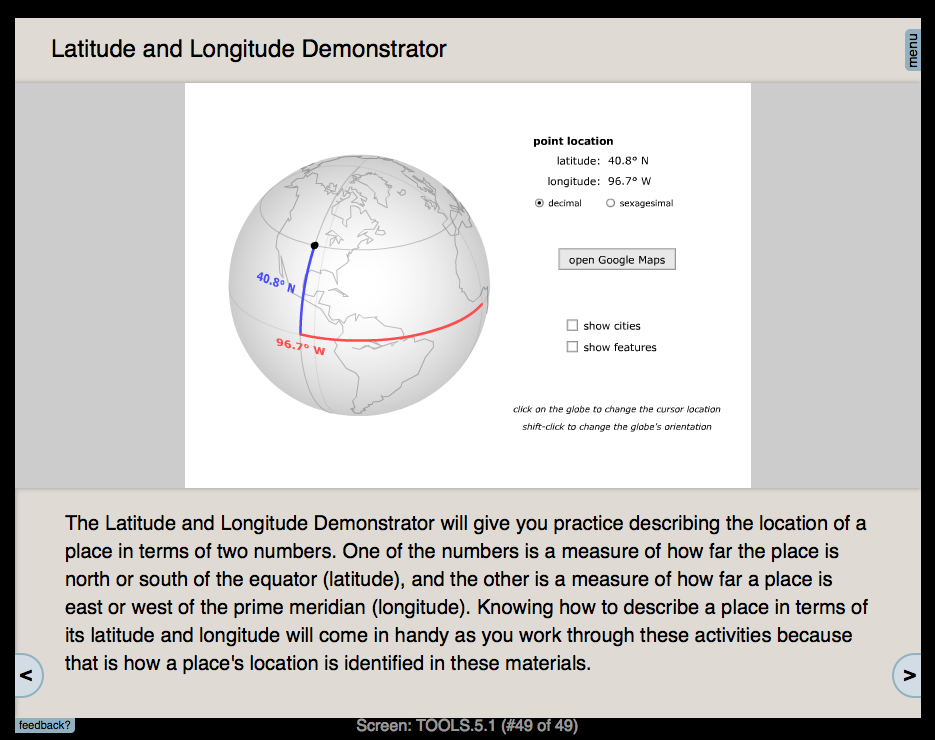 Latitude and Longitude Demonstrator
menu
point location
latitude: 40.8° N
longitude: 96.7° W
decimal sexagesimal
open Google Maps
40.8° N
96.7° W
show cities
show features
click on the globe to change the cursor location
shift-click to change the globe's orientation
The Latitude and Longitude Demonstrator will give you practice describing the location of a
place in terms of two numbers. One of the numbers is a measure of how far the place is
north or south of the equator (latitude), and the other is a measure of how far a place is
east or west of the prime meridian (longitude). Knowing how to describe a place in terms of
its latitude and longitude will come in handy as you work through these activities because
that is how a place's location is identified in these materials.
<
>
feedback?
Screen: TOOLS.5.1 (#49 of 49)